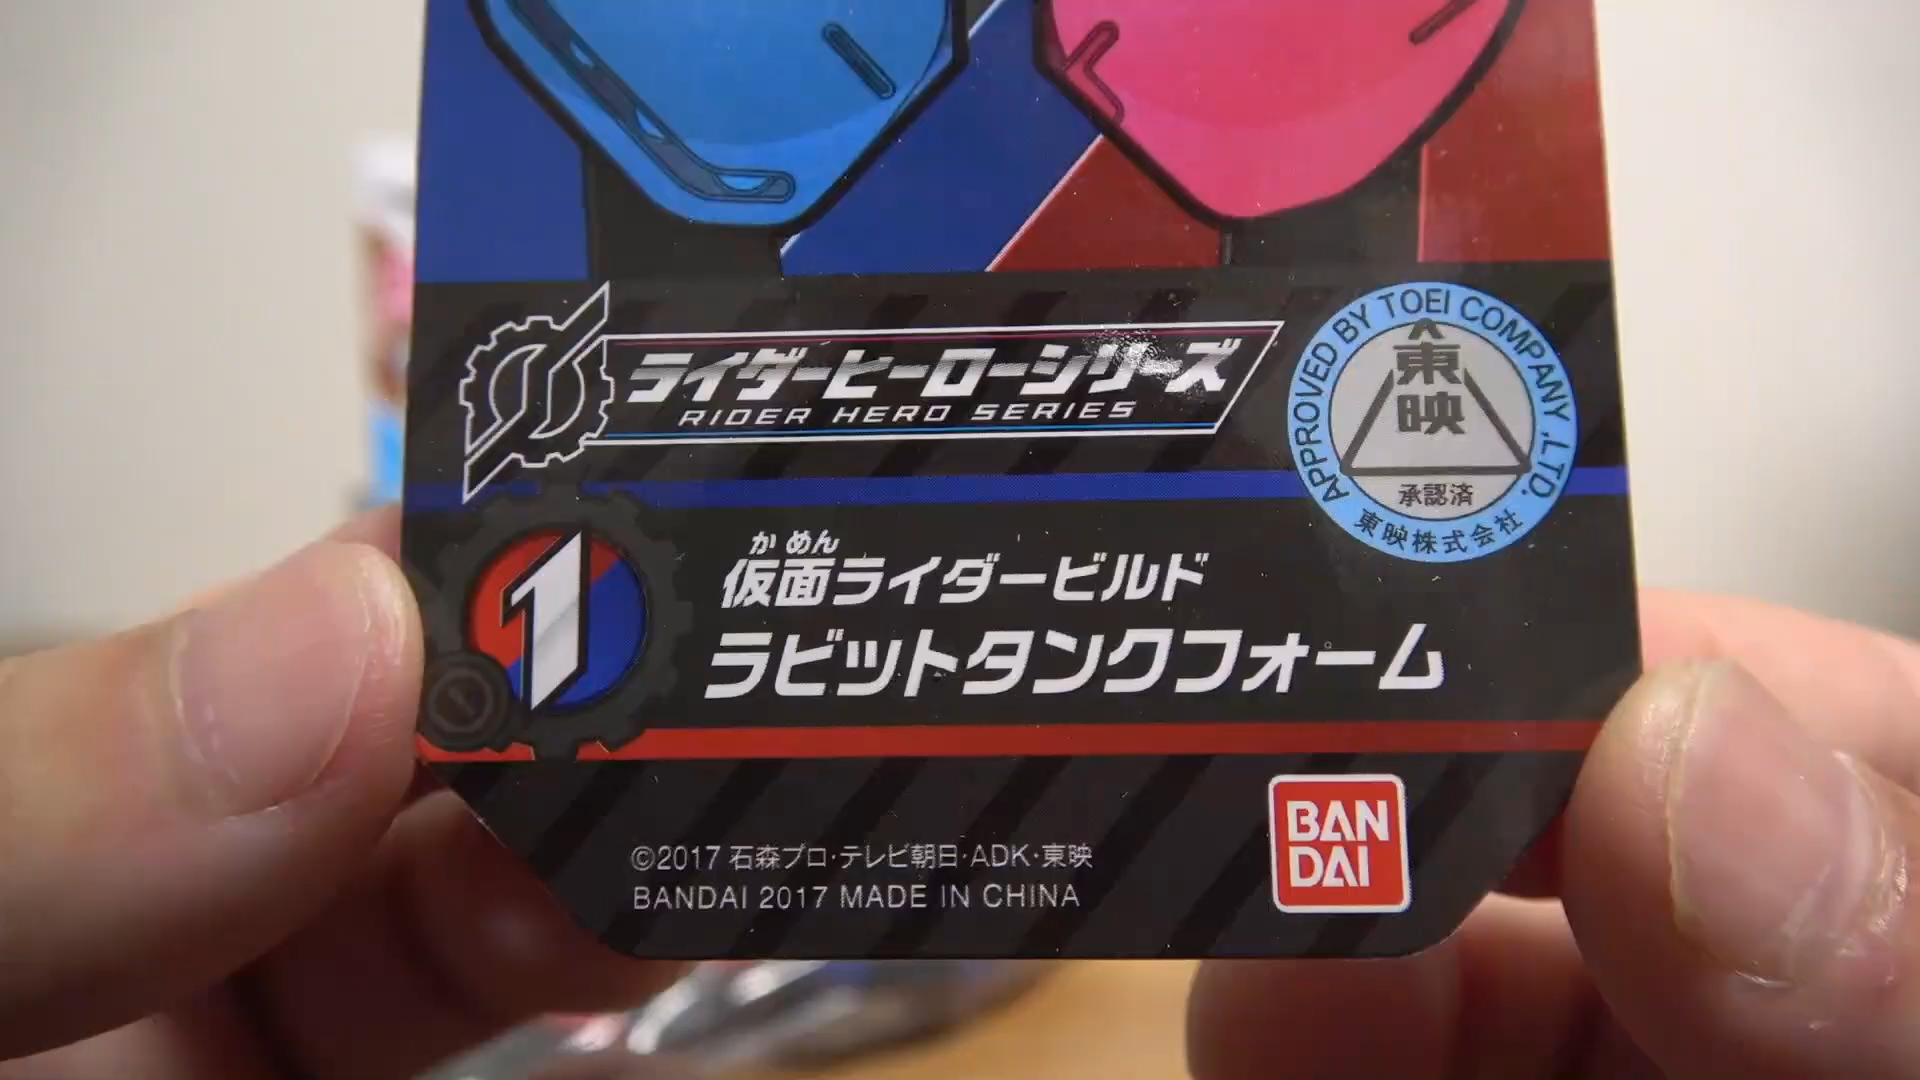 ライダーヒーローシリーズ
RIDER HERO SERIES
APPROVED BY TOEI COMPANY ,LTD.
東映
承認済
東映株式会社
1
かめん
仮面ライダービルド
ラビットタンクフォーム
©2017 石森プロ・テレビ朝日・ADK・東映
BANDAI 2017 MADE IN CHINA
BAN
DAI